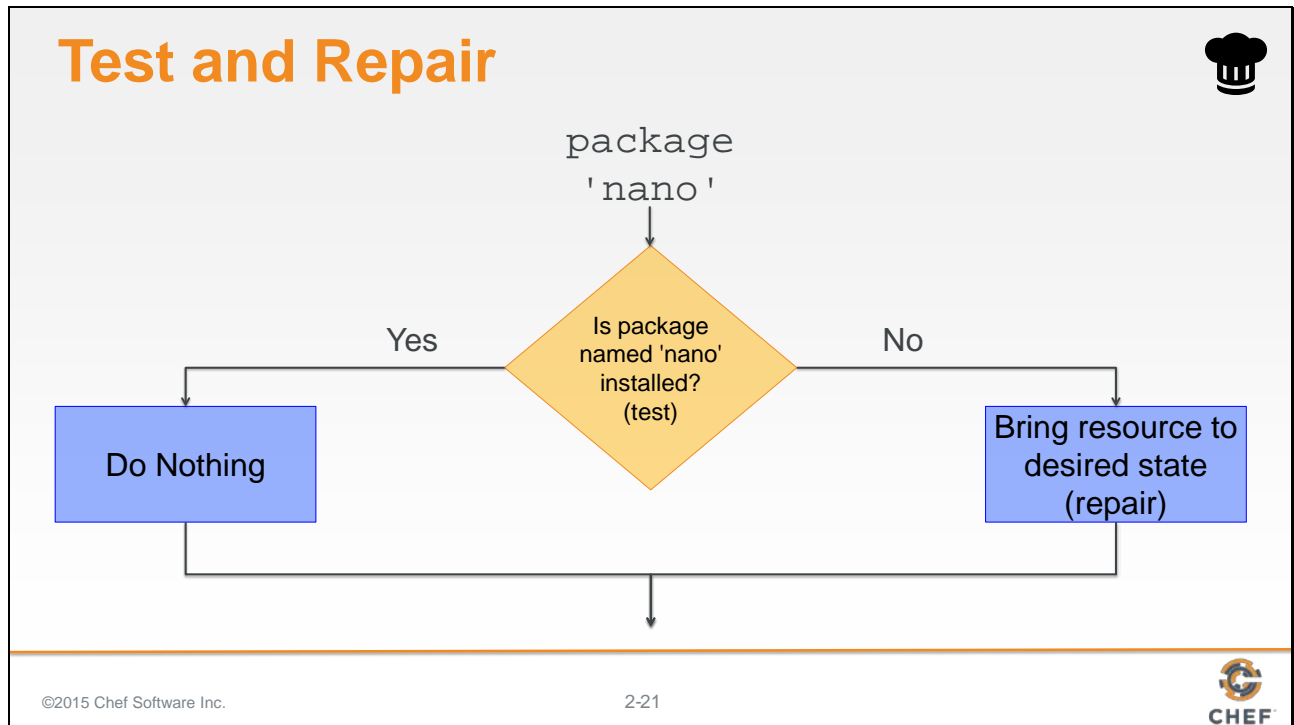 Test and Repair
package
'nano'
Yes
Is package
named 'nano'
installed?
(test)
No
Do Nothing
Bring resource to
desired state
(repair)
©2015 Chef Software Inc.
2-21
CHEF